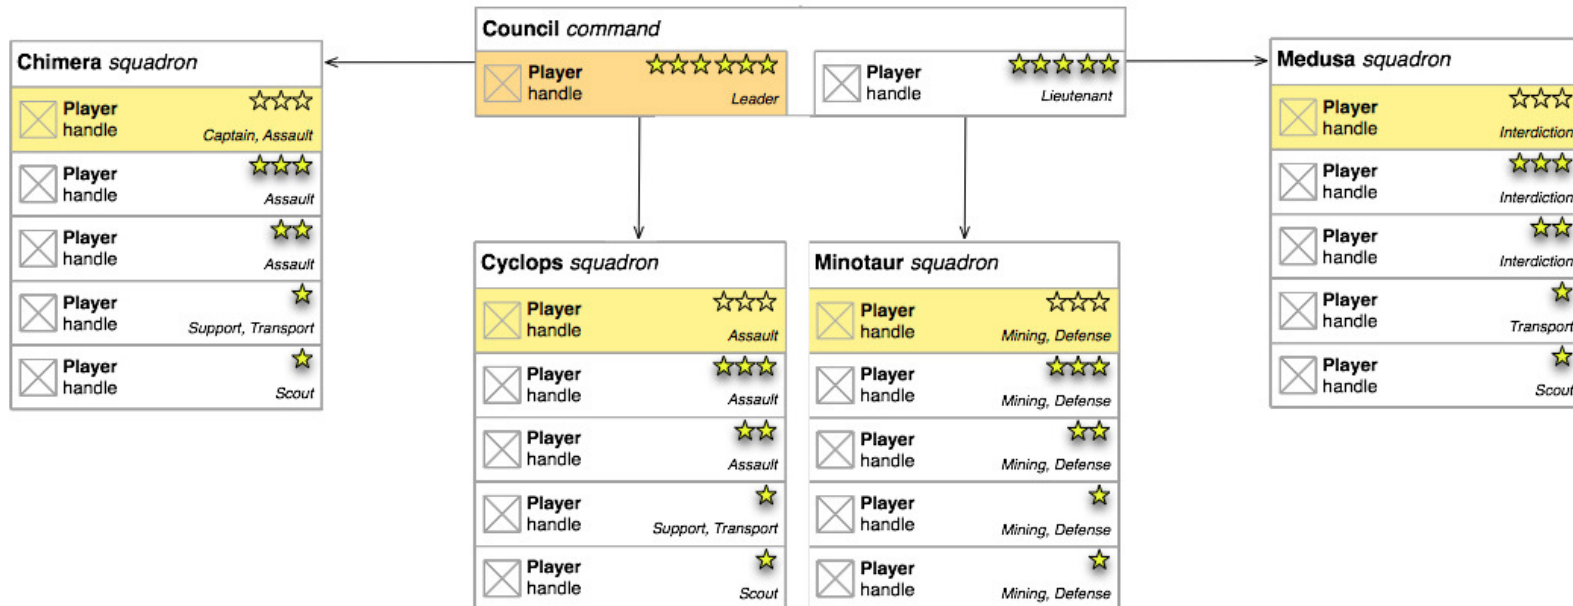 Council command
Player
handle
Leader
Player
handle
Lieutenant
Chimera squadron
Player
handle
Captain, Assault
Player
handle
Assault
Player
handle
Assault
Player
handle
Support, Transport
Player
handle
Scout
Cyclops squadron
Player
handle
Assault
Player
handle
Assault
Player
handle
Assault
Player
handle
Support, Transport
Player
handle
Scout
Minotaur squadron
Player
handle
Mining, Defense
Player
handle
Mining, Defense
Player
handle
Mining, Defense
Player
handle
Mining, Defense
Player
handle
Mining, Defense
Medusa squadron
Player
handle
Interdiction
Player
handle
Interdiction
Player
handle
Interdiction
Player
handle
Transport
Player
handle
Scout